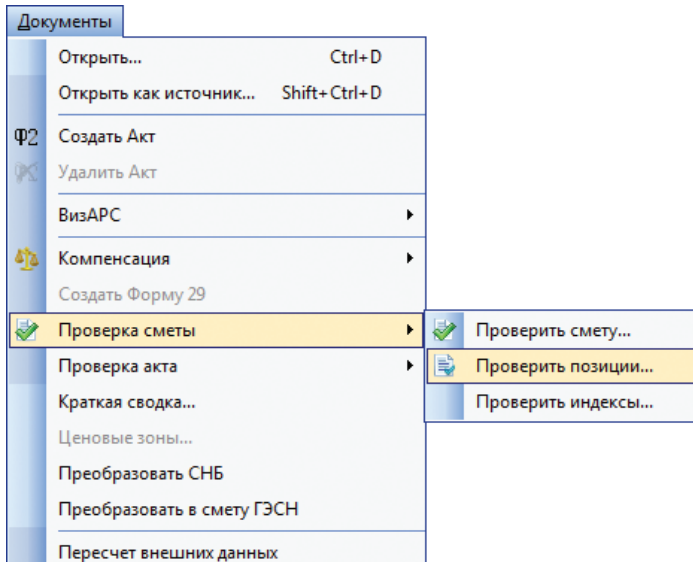 Документы
Открыть... Ctrl+D
Открыть как источник... Shift+Ctrl+D
Ф2 Создать Акт
Удалить Акт
ВизАРС
Компенсация
Создать Форму 29
Проверка сметы
Проверить смету...
Проверка акта
Проверить позиции...
Краткая сводка...
Проверить индексы...
Ценовые зоны...
Преобразовать СНБ
Преобразовать в смету ГЭСН
Пересчет внешних данных